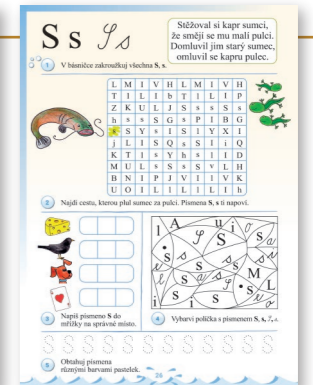 S s S s
Stěžoval si kapr sumci,
že smějí se mu malí pulci.
Domluvil jim starý sumec,
omluvil se kapru pulec.
1 V básničce zakroužkuj všechna S, s.
L M I V H L M I V H
T I L I b T I L I P
Z K U L J S s s S s
h s s S G s P I B G
S y s i S I Y X I
j L I S Q s S I i Q
K T l s Y h s l I D
M U L s S s S v L H
B N I P J V I I V K
U O I L I L I L I h
2 Najdi cestu, kterou plul sumec za pulci. Písmena S, s ti napoví.
3 Napiš písmeno S do
mřížky na správné místo.
4 Vybarvi políčka s písmenem S, s, S, s.
S S S S S S S S S S S
5 Obtahuj písmena
různými barvami pastelek.
26